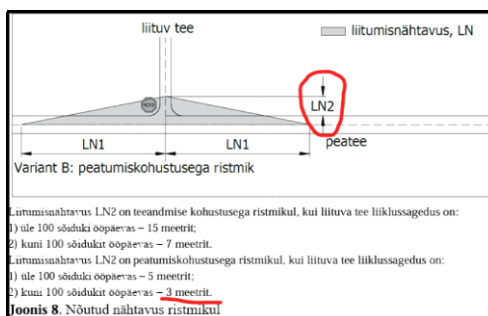 liituv tee
liitumisnähtavus, LN
LN2
LN1
LN1
peatee
Variant B: peatumiskohustusega ristmik
Liitumisnähtavus LN2 on teeandmise kohustusega ristmikul, kui liituva tee liiklussagedus on:
1) üle 100 sõiduki ööpäevas – 15 meetrit;
2) kuni 100 sõidukit ööpäevas – 7 meetrit.
Liitumisnähtavus LN2 on peatumiskohustusega ristmikul, kui liituva tee liiklussagedus on:
1) üle 100 sõiduki ööpäevas – 5 meetrit;
2) kuni 100 sõidukit ööpäevas – 3 meetrit.
Joonis 8. Nõutud nähtavus ristmikul